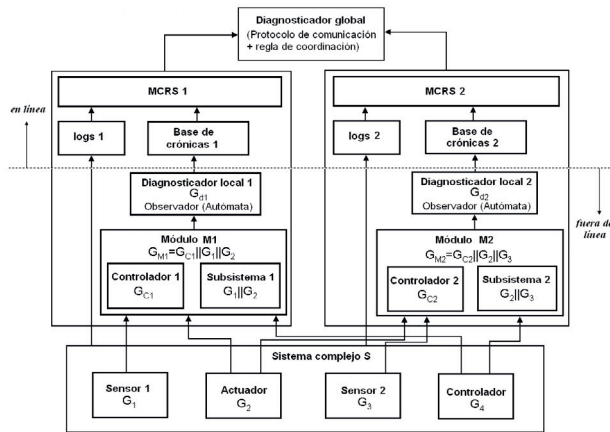 Diagnosticador global
(Protocolo de comunicación
+ regla de coordinación)
MCRS 1
MCRS 2
en línea
logs 1
Base de
crónicas 1
logs 2
Base de
crónicas 2
Diagnosticador local 1
Gd1
Observador (Autómata)
Diagnosticador local 2
Gd2
Observador (Autómata)
fuera de
línea
Módulo M1
GM1=GC1||G1||G2
Controlador 1
GC1
Subsistema 1
G1||G2
Módulo M2
GM2=GC2||G2||G3
Controlador 2
GC2
Subsistema 2
G2||G3
Sistema complejo S
Sensor 1
G1
Actuador
G2
Sensor 2
G3
Controlador
G4